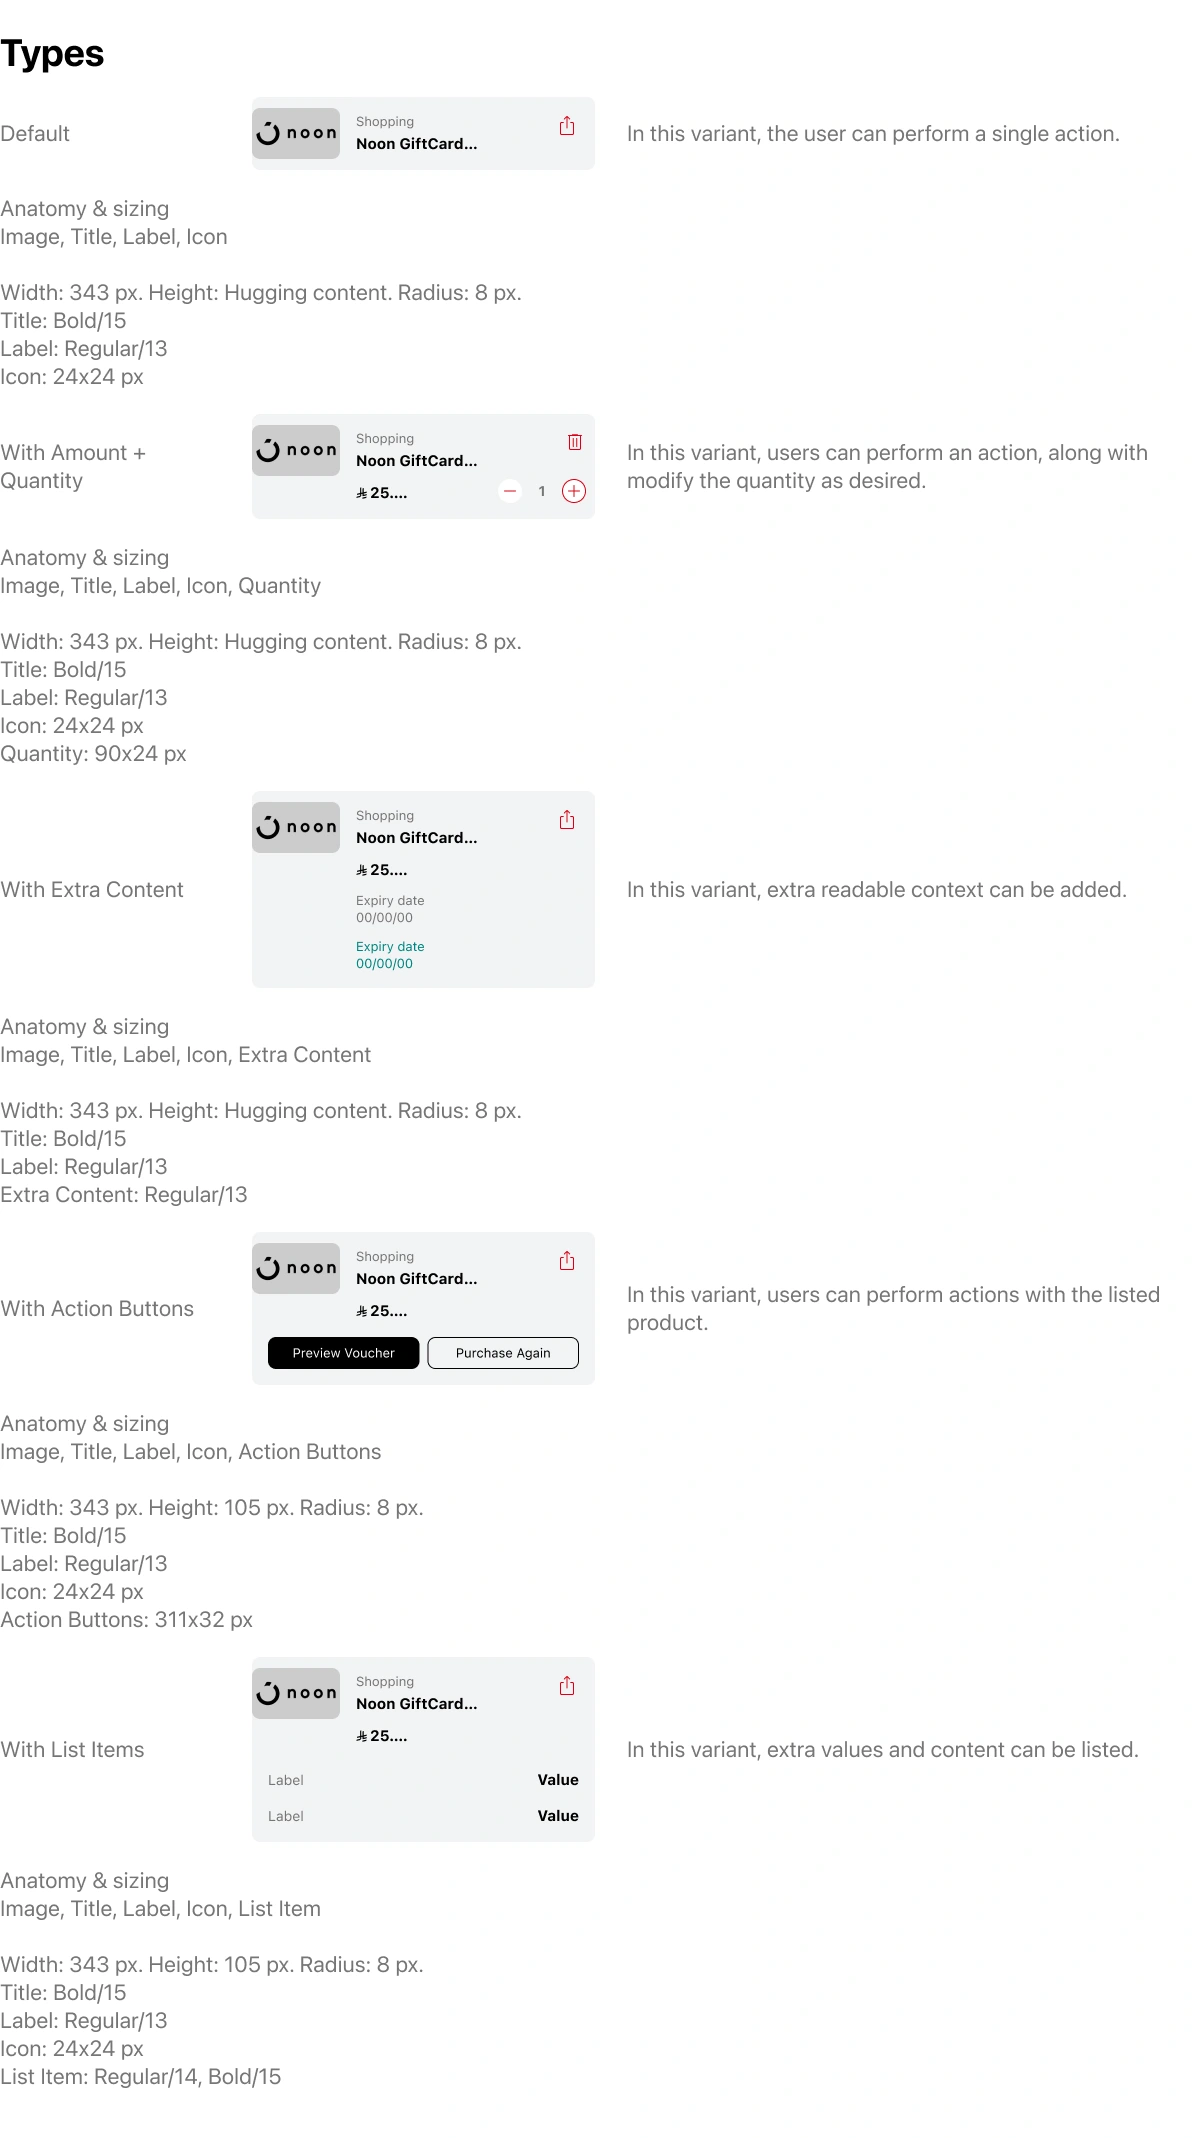 Types
Default
noon
Shopping
Noon GiftCard...
In this variant, the user can perform a single action.
Anatomy & sizing
Image, Title, Label, Icon
Width: 343 px. Height: Hugging content. Radius: 8 px.
Title: Bold/15
Label: Regular/13
Icon: 24x24 px
With Amount +
Quantity
noon
Shopping
Noon GiftCard...
⃁ 25....
1
In this variant, users can perform an action, along with
modify the quantity as desired.
Anatomy & sizing
Image, Title, Label, Icon, Quantity
Width: 343 px. Height: Hugging content. Radius: 8 px.
Title: Bold/15
Label: Regular/13
Icon: 24x24 px
Quantity: 90x24 px
With Extra Content
noon
Shopping
Noon GiftCard...
⃁ 25....
Expiry date
00/00/00
Expiry date
00/00/00
In this variant, extra readable context can be added.
Anatomy & sizing
Image, Title, Label, Icon, Extra Content
Width: 343 px. Height: Hugging content. Radius: 8 px.
Title: Bold/15
Label: Regular/13
Extra Content: Regular/13
With Action Buttons
noon
Shopping
Noon GiftCard...
⃁ 25....
Preview Voucher
Purchase Again
In this variant, users can perform actions with the listed
product.
Anatomy & sizing
Image, Title, Label, Icon, Action Buttons
Width: 343 px. Height: 105 px. Radius: 8 px.
Title: Bold/15
Label: Regular/13
Icon: 24x24 px
Action Buttons: 311x32 px
With List Items
noon
Shopping
Noon GiftCard...
⃁ 25....
Label Value
Label Value
In this variant, extra values and content can be listed.
Anatomy & sizing
Image, Title, Label, Icon, List Item
Width: 343 px. Height: 105 px. Radius: 8 px.
Title: Bold/15
Label: Regular/13
Icon: 24x24 px
List Item: Regular/14, Bold/15